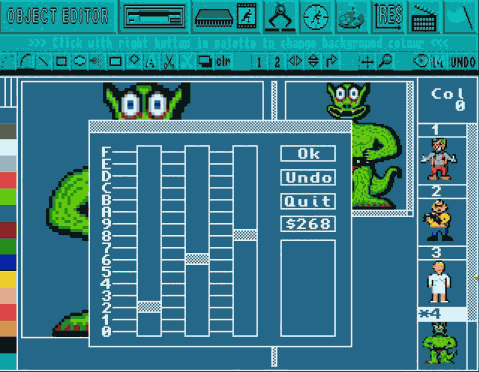 OBJECT EDITOR
IRES
>>> Click with right button in palette to change background colour <<<
A clr 1 2 UNDO
Col
0
1
F
E
D
C
B
A
9
8
7
6
5
4
3
2
1
0
Ok
Undo
Quit
$268
2
3
*4